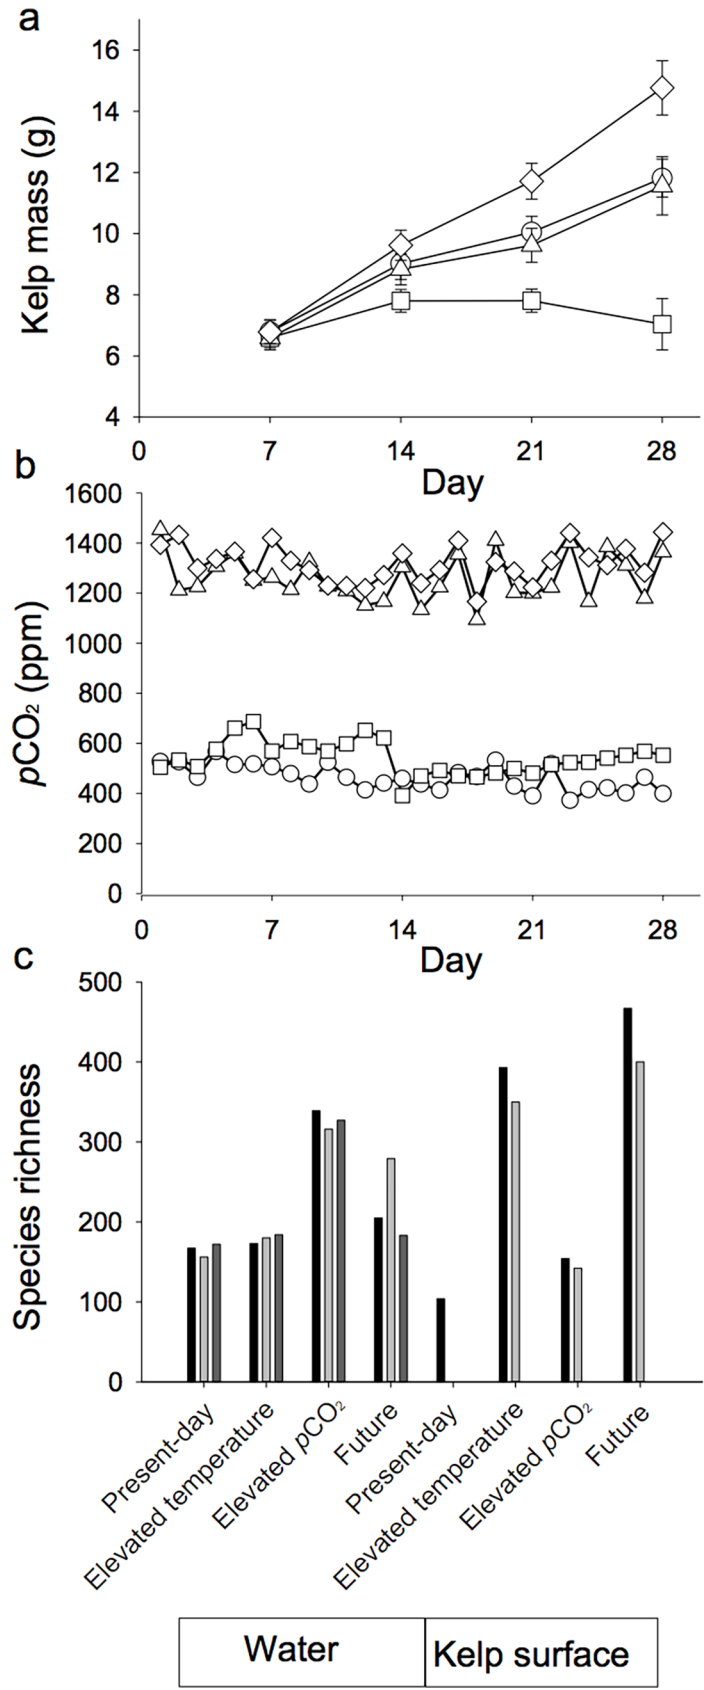 a
16
14
12
10
8
6
4
Kelp mass (g)
0 7 14 21 28
Day
b
1600
1400
1200
1000
800
600
400
200
0
pCO₂ (ppm)
0 7 14 21 28
Day
c
500
400
300
200
100
0
Species richness
Present-day
Elevated temperature
Elevated pCO₂
Future
Present-day
Elevated temperature
Elevated pCO₂
Future
Water
Kelp surface